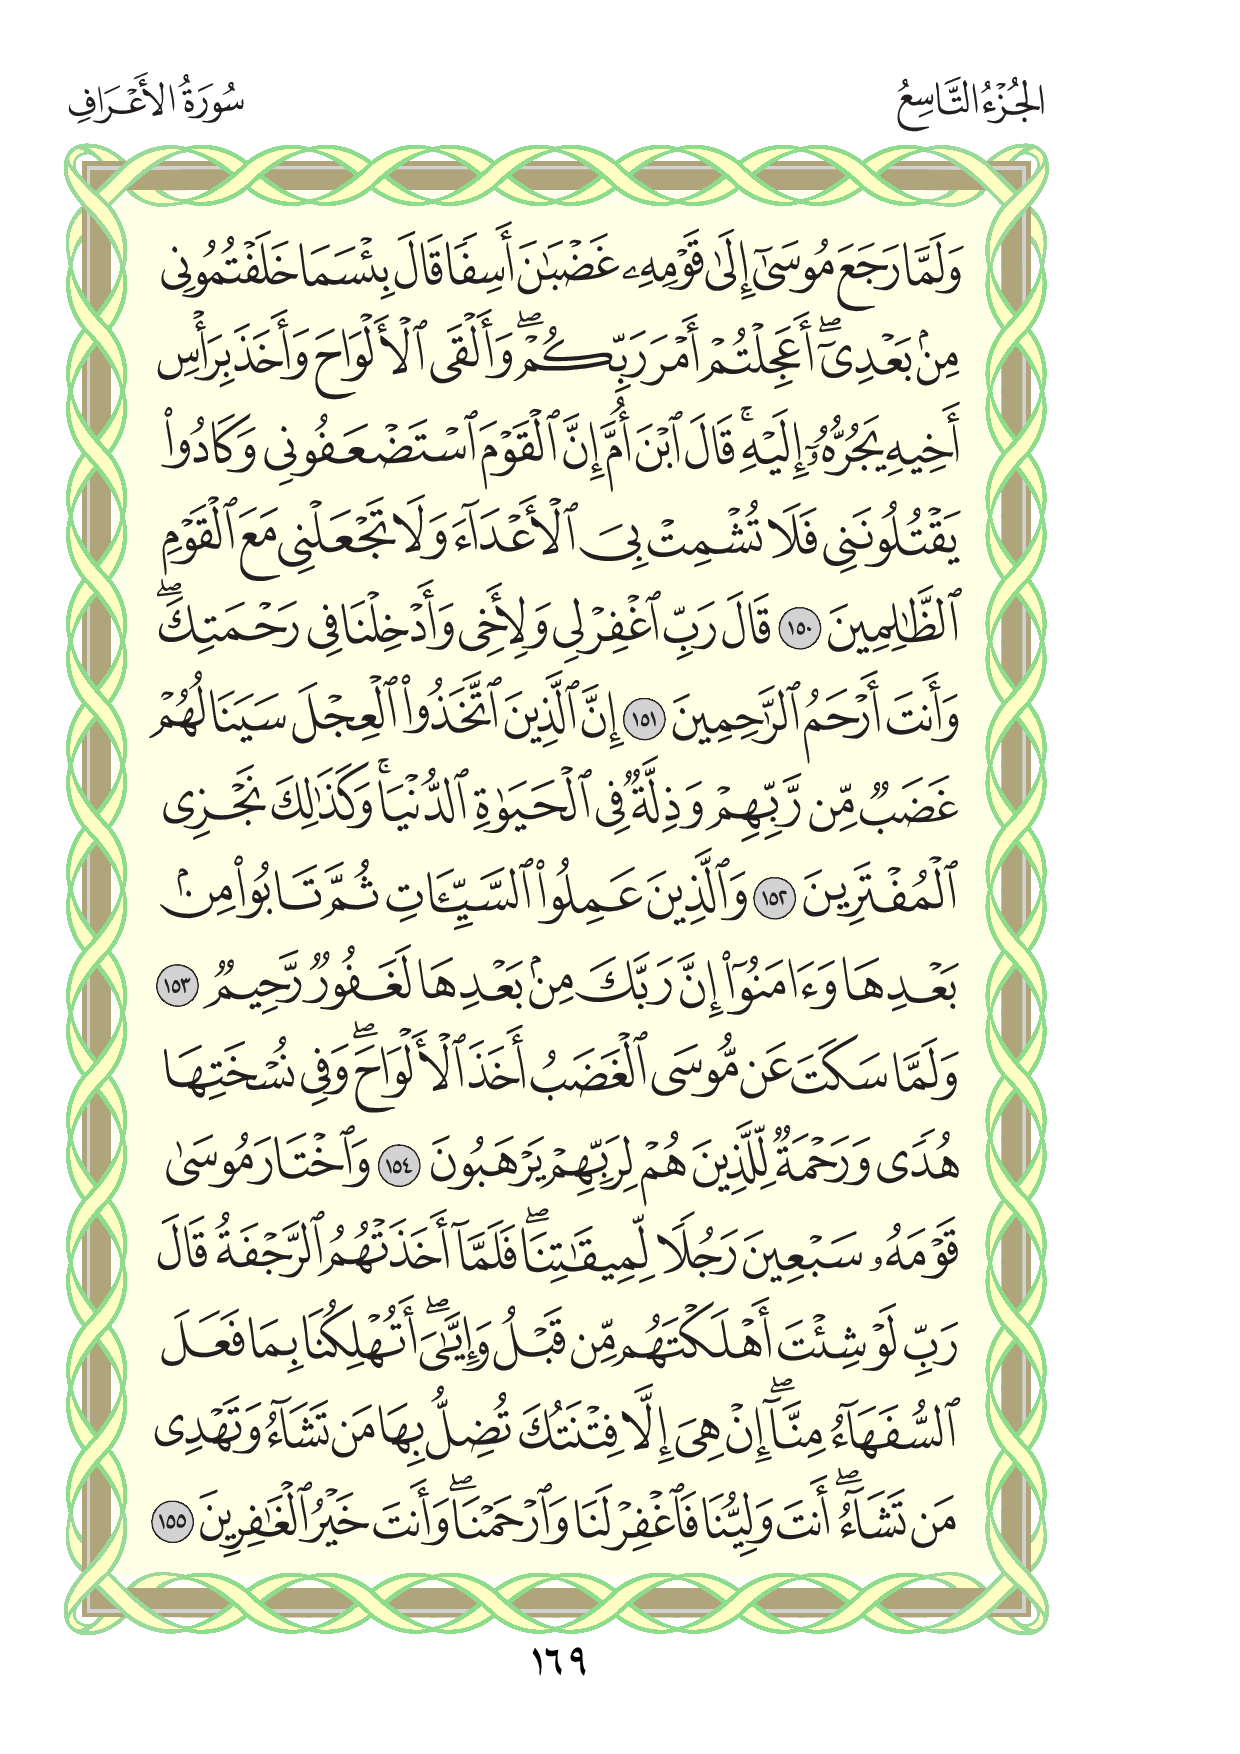 الجُزْءُ التَّاسِعُ
سُورَةُ الأَعْرَافِ
وَلَمَّا رَجَعَ مُوسَىٰٓ إِلَىٰ قَوْمِهِۦ غَضْبَٰنَ أَسِفًا قَالَ بِئْسَمَا خَلَفْتُمُونِى
مِنۢ بَعْدِىٓۖ أَعَجِلْتُمْ أَمْرَ رَبِّكُمْۖ وَأَلْقَى ٱلْأَلْوَاحَ وَأَخَذَ بِرَأْسِ
أَخِيهِ يَجُرُّهُۥٓ إِلَيْهِۚ قَالَ ٱبْنَ أُمَّ إِنَّ ٱلْقَوْمَ ٱسْتَضْعَفُونِى وَكَادُوا۟
يَقْتُلُونَنِى فَلَا تُشْمِتْ بِىَ ٱلْأَعْدَآءَ وَلَا تَجْعَلْنِى مَعَ ٱلْقَوْمِ
ٱلظَّٰلِمِينَ ١٥٠ قَالَ رَبِّ ٱغْفِرْ لِى وَلِأَخِى وَأَدْخِلْنَا فِى رَحْمَتِكَۖ
وَأَنتَ أَرْحَمُ ٱلرَّٰحِمِينَ ١٥١ إِنَّ ٱلَّذِينَ ٱتَّخَذُوا۟ ٱلْعِجْلَ سَيَنَالُهُمْ
غَضَبٌ مِّن رَّبِّهِمْ وَذِلَّةٌ فِى ٱلْحَيَوٰةِ ٱلدُّنْيَاۚ وَكَذَٰلِكَ نَجْزِى
ٱلْمُفْتَرِينَ ١٥٢ وَٱلَّذِينَ عَمِلُوا۟ ٱلسَّيِّـَٔاتِ ثُمَّ تَابُوا۟ مِنۢ
بَعْدِهَا وَءَامَنُوٓا۟ إِنَّ رَبَّكَ مِنۢ بَعْدِهَا لَغَفُورٌ رَّحِيمٌ ١٥٣
وَلَمَّا سَكَتَ عَن مُّوسَى ٱلْغَضَبُ أَخَذَ ٱلْأَلْوَاحَۖ وَفِى نُسْخَتِهَا
هُدًى وَرَحْمَةٌ لِّلَّذِينَ هُمْ لِرَبِّهِمْ يَرْهَبُونَ ١٥٤ وَٱخْتَارَ مُوسَىٰ
قَوْمَهُۥ سَبْعِينَ رَجُلًا لِّمِيقَٰتِنَاۖ فَلَمَّآ أَخَذَتْهُمُ ٱلرَّجْفَةُ قَالَ
رَبِّ لَوْ شِئْتَ أَهْلَكْتَهُم مِّن قَبْلُ وَإِيَّٰىَۖ أَتُهْلِكُنَا بِمَا فَعَلَ
ٱلسُّفَهَآءُ مِنَّآۖ إِنْ هِىَ إِلَّا فِتْنَتُكَ تُضِلُّ بِهَا مَن تَشَآءُ وَتَهْدِى
مَن تَشَآءُۖ أَنتَ وَلِيُّنَا فَٱغْفِرْ لَنَا وَٱرْحَمْنَاۖ وَأَنتَ خَيْرُ ٱلْغَٰفِرِينَ ١٥٥
١٦٩